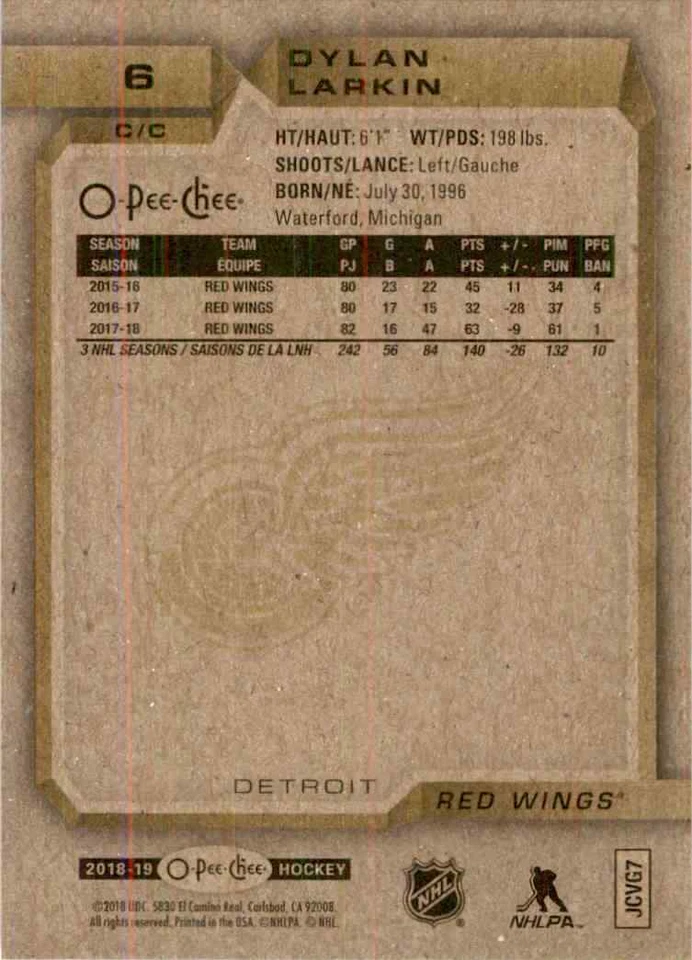 6
DYLAN
LARKIN
C/C
HT/HAUT: 6'1" WT/PDS: 198 lbs.
SHOOTS/LANCE: Left/Gauche
BORN/NÉ: July 30, 1996
Waterford, Michigan
O-Pee-Chee
SEASON TEAM GP G A PTS +/- PIM PPG
SAISON ÉQUIPE PJ B A PTS +/- PUN BAN
2015-16 RED WINGS 80 23 22 45 11 34 4
2016-17 RED WINGS 80 17 15 32 -28 37 5
2017-18 RED WINGS 82 16 47 63 -9 61 1
3 NHL SEASONS / SAISONS DE LA LNH 242 56 84 140 -26 132 10
DETROIT
RED WINGS
2018-19 O-Pee-Chee HOCKEY
©2018 UDC. 5830 El Camino Real, Carlsbad, CA 92008.
All rights reserved. Printed in the USA. ©NHLPA. © NHL.
NHL
NHLPA
JCVG7